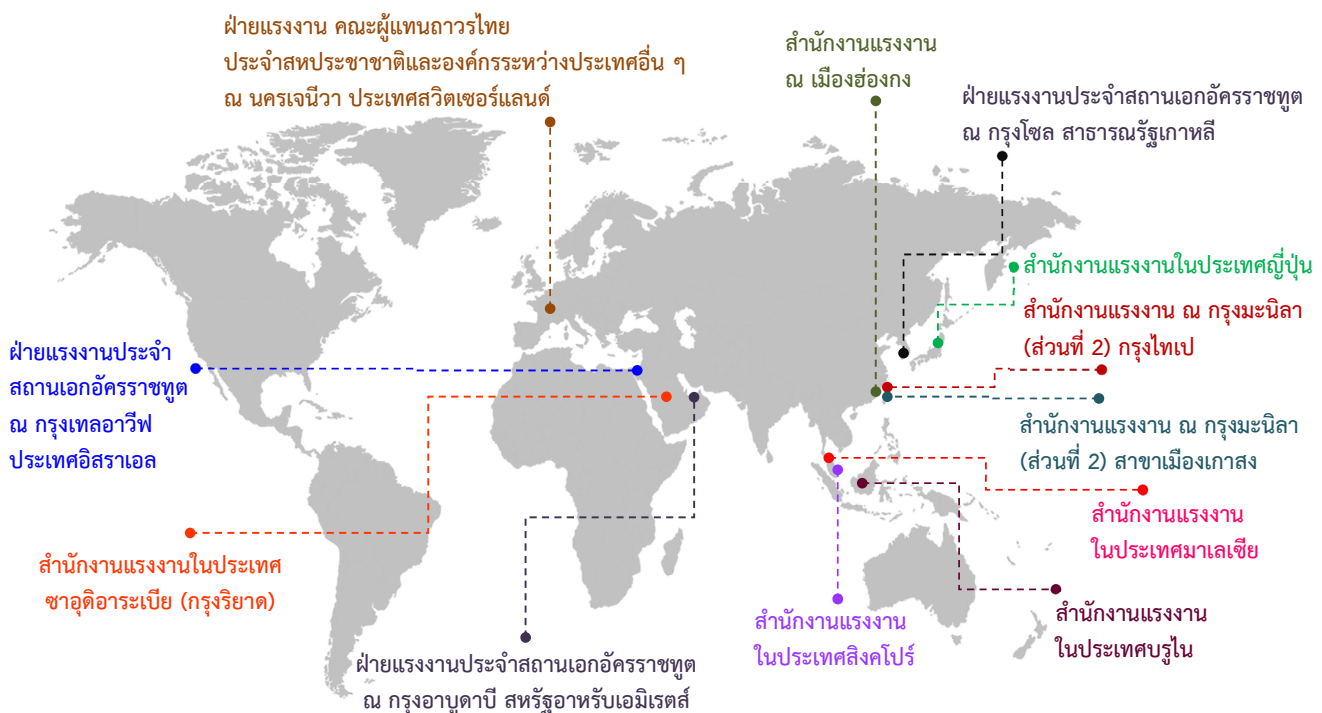 ฝ่ายแรงงาน คณะผู้แทนถาวรไทย
ประจำสหประชาชาติและองค์กรระหว่างประเทศอื่น ๆ
ณ นครเจนีวา ประเทศสวิตเซอร์แลนด์
สำนักงานแรงงาน
ณ เมืองฮ่องกง
ฝ่ายแรงงานประจำสถานเอกอัครราชทูต
ณ กรุงโซล สาธารณรัฐเกาหลี
สำนักงานแรงงานในประเทศญี่ปุ่น
สำนักงานแรงงาน ณ กรุงมะนิลา
(ส่วนที่ 2) กรุงไทเป
ฝ่ายแรงงานประจำ
สถานเอกอัครราชทูต
ณ กรุงเทลอาวีฟ
ประเทศอิสราเอล
สำนักงานแรงงาน ณ กรุงมะนิลา
(ส่วนที่ 2) สาขาเมืองเกาสง
สำนักงานแรงงาน
ในประเทศมาเลเซีย
สำนักงานแรงงานในประเทศ
ซาอุดิอาระเบีย (กรุงริยาด)
สำนักงานแรงงาน
ในประเทศสิงคโปร์
สำนักงานแรงงาน
ในประเทศบรูไน
ฝ่ายแรงงานประจำสถานเอกอัครราชทูต
ณ กรุงอาบูดาบี สหรัฐอาหรับเอมิเรตส์